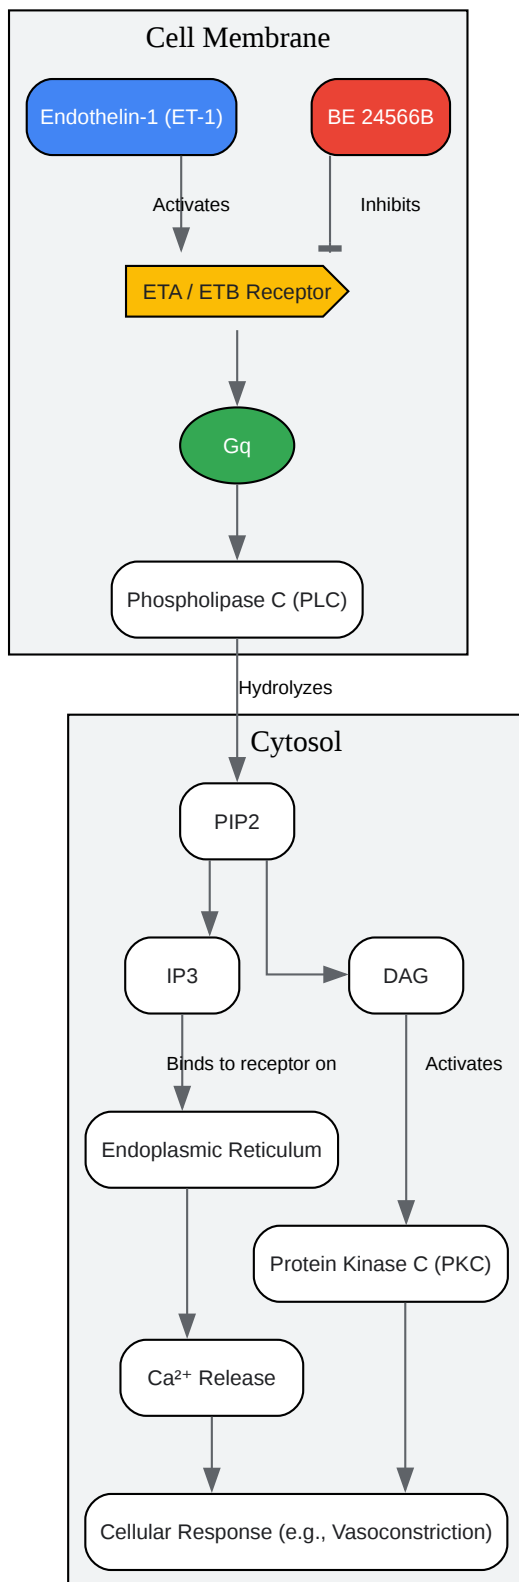 Cell Membrane
Endothelin-1 (ET-1)
BE 24566B
Activates
Inhibits
ETA / ETB Receptor
Gq
Phospholipase C (PLC)
Hydrolyzes
Cytosol
PIP2
IP3
DAG
Binds to receptor on
Activates
Endoplasmic Reticulum
Protein Kinase C (PKC)
Ca²⁺ Release
Cellular Response (e.g., Vasoconstriction)